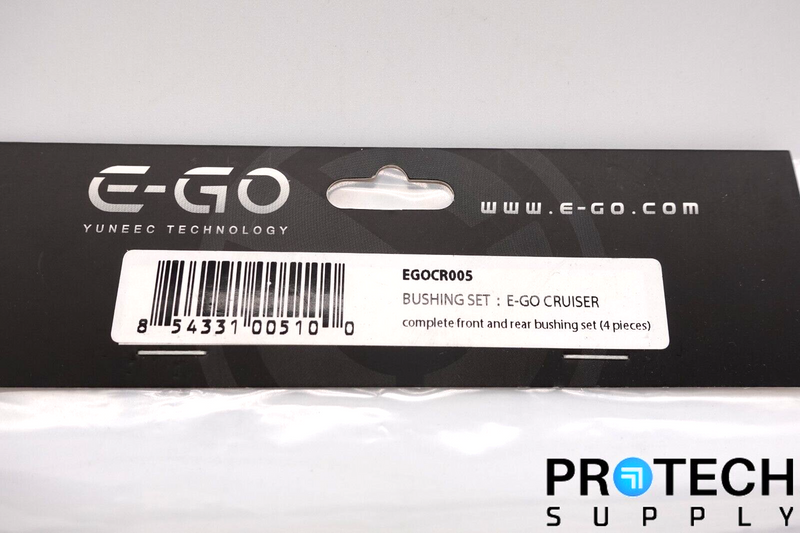 E-GO
YUNEEC TECHNOLOGY
www.e-go.com
8 54331 00510 0
EGOCR005
BUSHING SET : E-GO CRUISER
complete front and rear bushing set (4 pieces)
PROTECH
SUPPLY